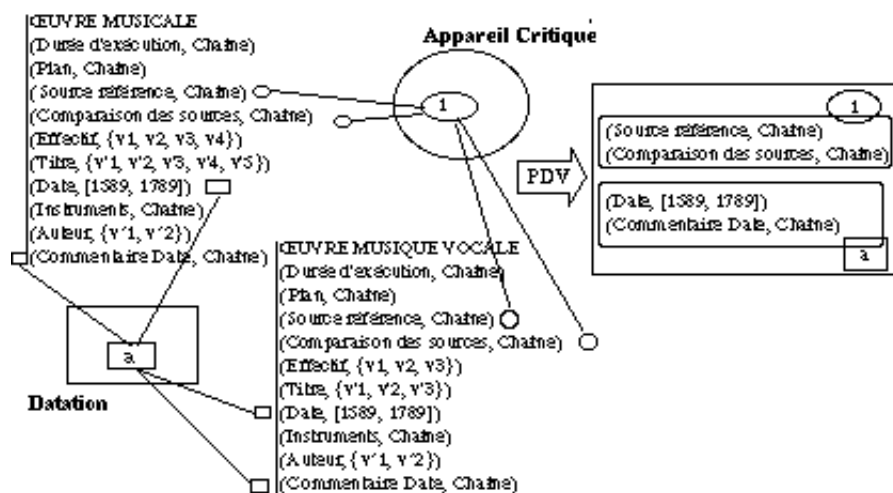 ŒUVRE MUSICALE
(Durée d'exécution, Chaîne)
(Plan, Chaîne)
(Source référence, Chaîne)
(Comparaison des sources, Chaîne)
(Effectif, {v1, v2, v3, v4})
(Titre, {v'1, v'2, v'3, v'4, v'5})
(Date, [1589, 1789])
(Instruments, Chaîne)
(Auteur, {v''1, v''2})
(Commentaire Date, Chaîne)
Appareil Critique
1
PDV
1
(Source référence, Chaîne)
(Comparaison des sources, Chaîne)
(Date, [1589, 1789])
(Commentaire Date, Chaîne)
a
a
Datation
ŒUVRE MUSIQUE VOCALE
(Durée d'exécution, Chaîne)
(Plan, Chaîne)
(Source référence, Chaîne)
(Comparaison des sources, Chaîne)
(Effectif, {v1, v2, v3})
(Titre, {v'1, v'2, v'3})
(Date, [1589, 1789])
(Instruments, Chaîne)
(Auteur, {v''1, v''2})
(Commentaire Date, Chaîne)